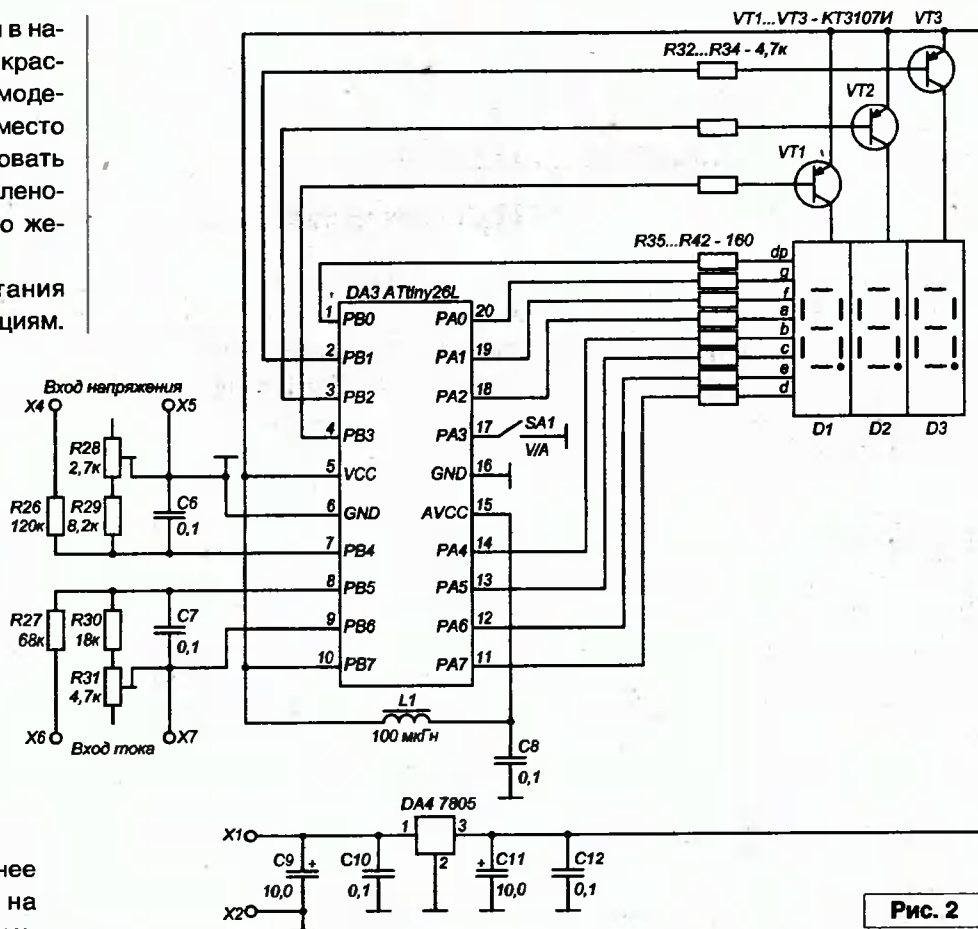 в на-
крас-
моде-
место
овать
лено-
о же-
тания
циям.
VT1...VT3 - КТ3107И
VT3
R32...R34 - 4,7к
VT2
VT1
R35...R42 - 160
dp
g
f
a
b
c
e
d
D1
D2
D3
DA3 ATtiny26L
1 PB0
2 PB1
3 PB2
4 PB3
5 VCC
6 GND
7 PB4
8 PB5
9 PB6
10 PB7
PA0 20
PA1 19
PA2 18
PA3 17
GND 16
AVCC 15
PA4 14
PA5 13
PA6 12
PA7 11
SA1
V/A
Вход напряжения
X4
X5
R28
2,7к
R26
120к
R29
8,2к
C6
0,1
R27
68к
R30
18к
C7
0,1
R31
4,7к
X6
X7
Вход тока
L1
100 мкГн
C8
0,1
DA4 7805
X1
1
3
2
C9
+
10,0
C10
0,1
C11
+
10,0
C12
0,1
X2
нее
на
Рис. 2